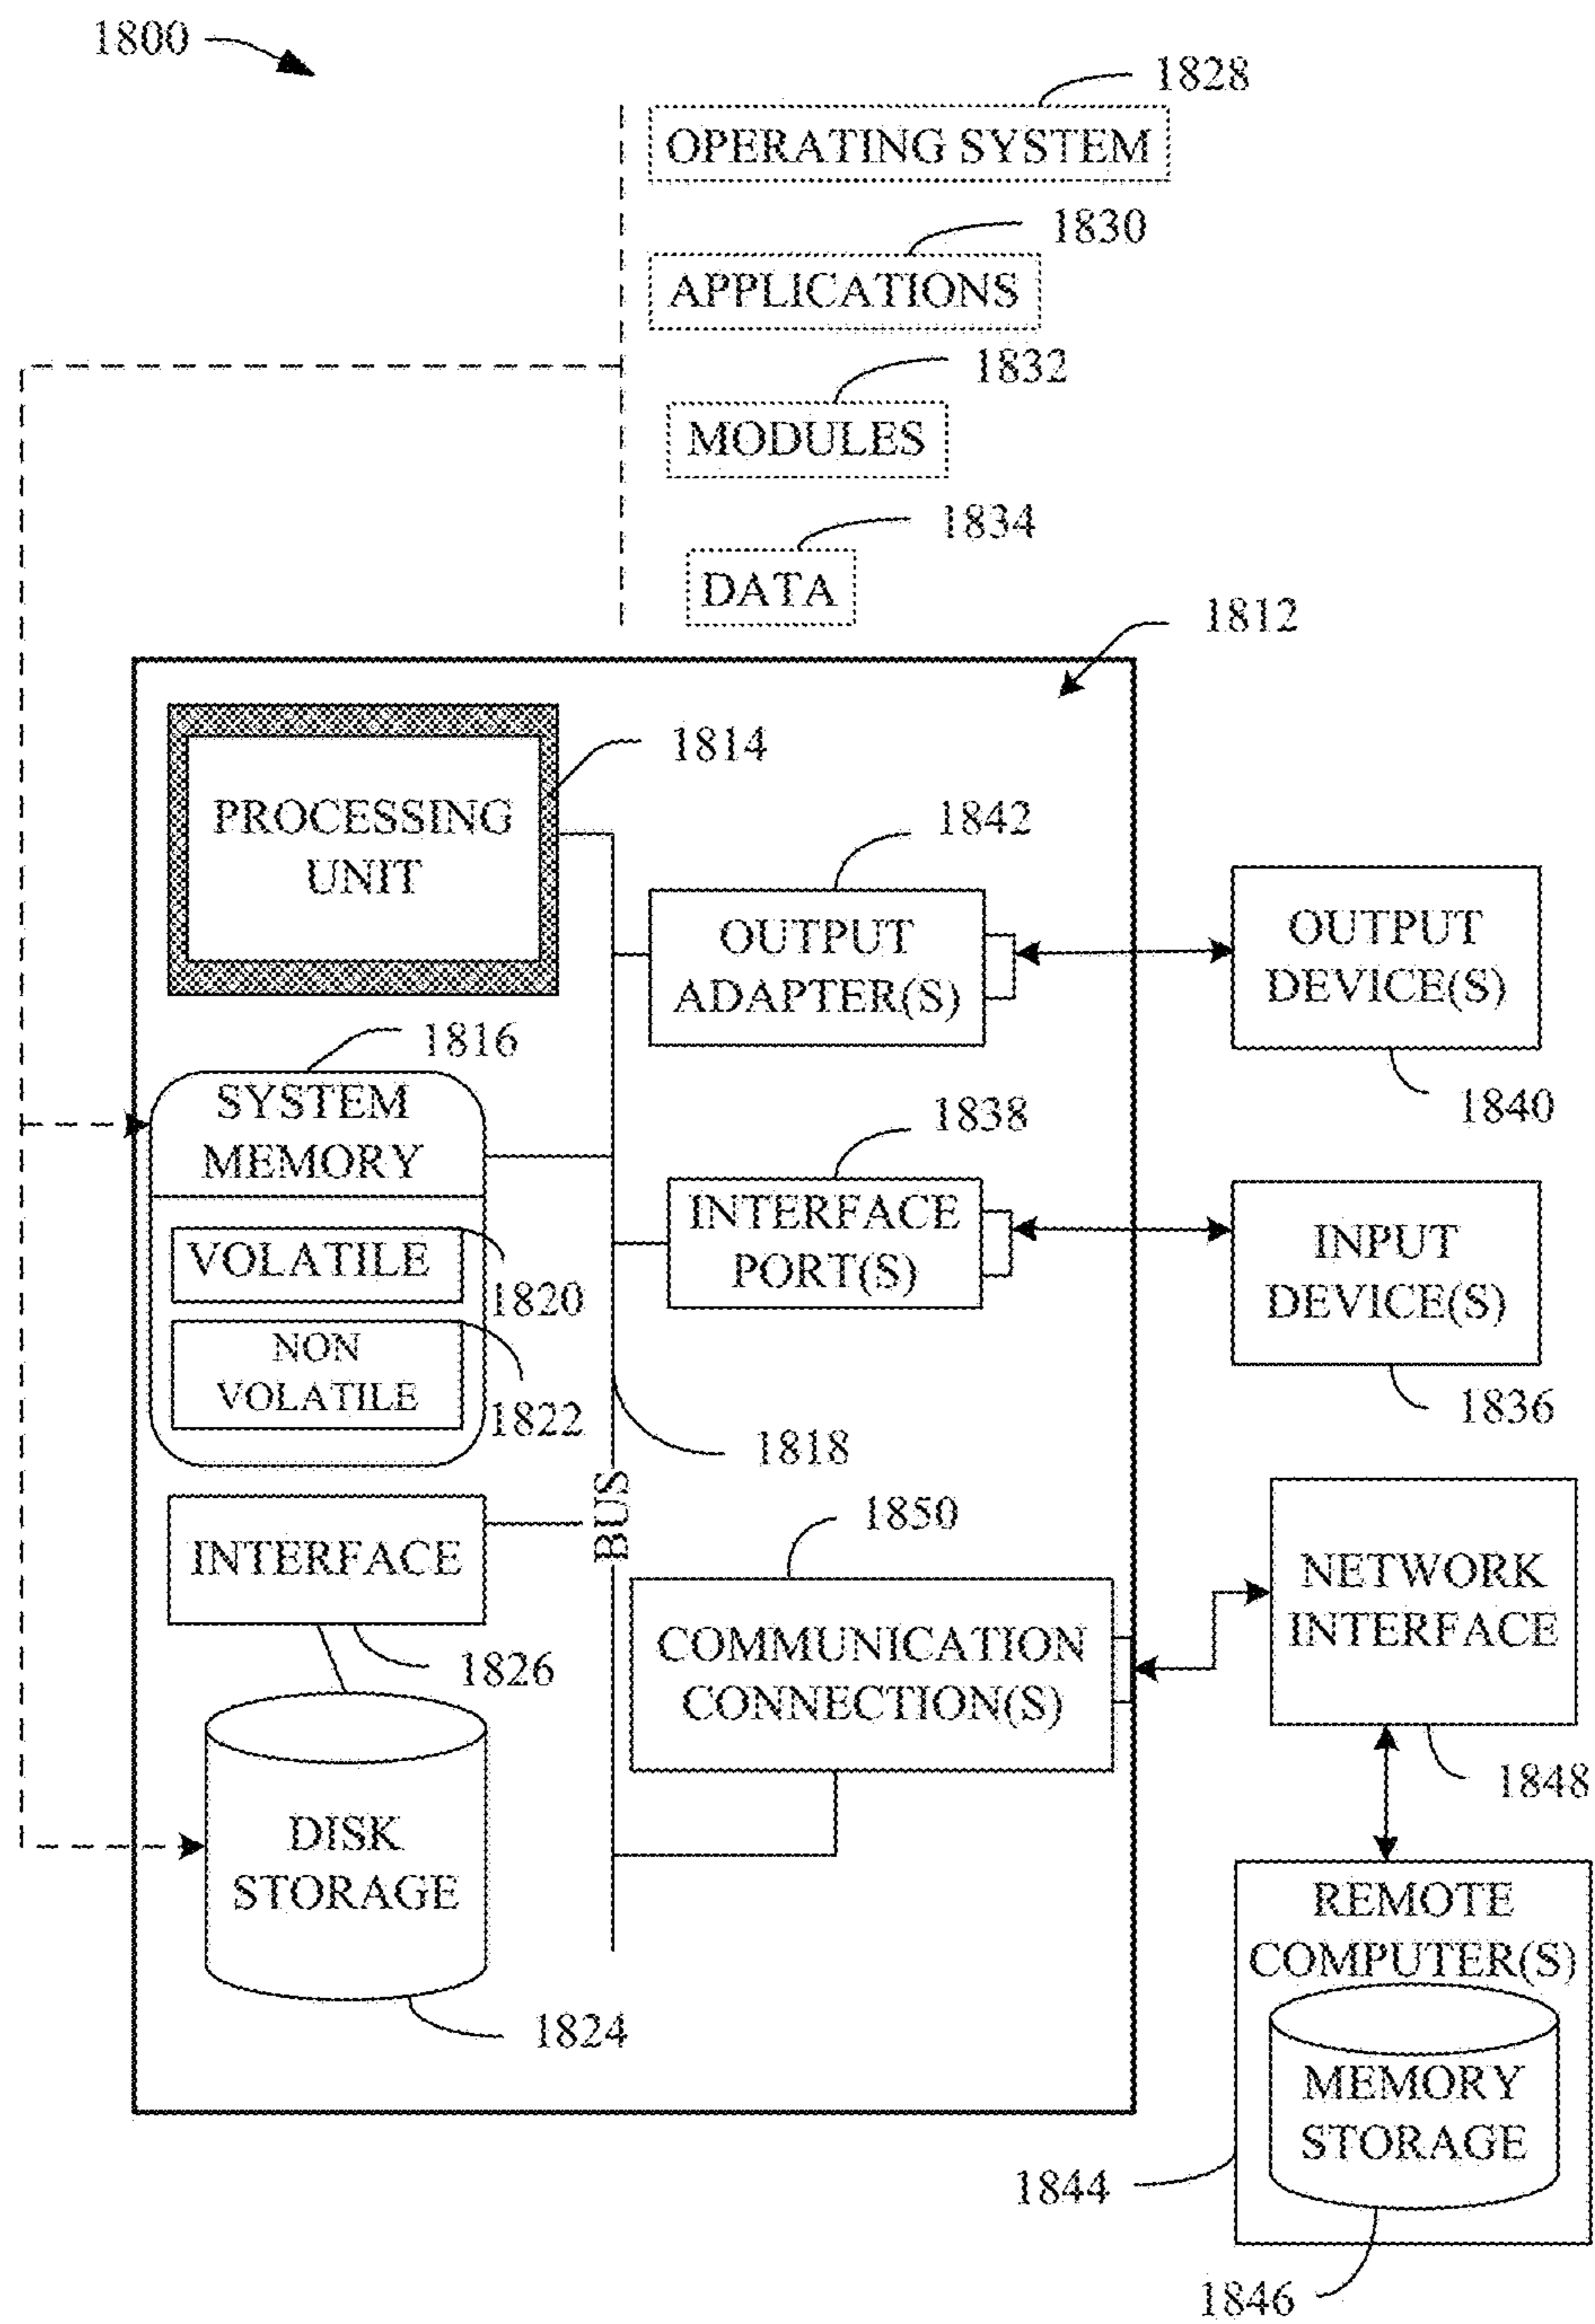 1800
1828
OPERATING SYSTEM
1830
APPLICATIONS
1832
MODULES
1834
DATA
1812
1814
PROCESSING
UNIT
1842
OUTPUT
ADAPTER(S)
OUTPUT
DEVICE(S)
1840
1816
SYSTEM
MEMORY
VOLATILE
1820
NON
VOLATILE
1822
1838
INTERFACE
PORT(S)
INPUT
DEVICE(S)
1836
1818
BUS
INTERFACE
1826
1850
COMMUNICATION
CONNECTION(S)
NETWORK
INTERFACE
1848
DISK
STORAGE
1824
REMOTE
COMPUTER(S)
MEMORY
STORAGE
1844
1846